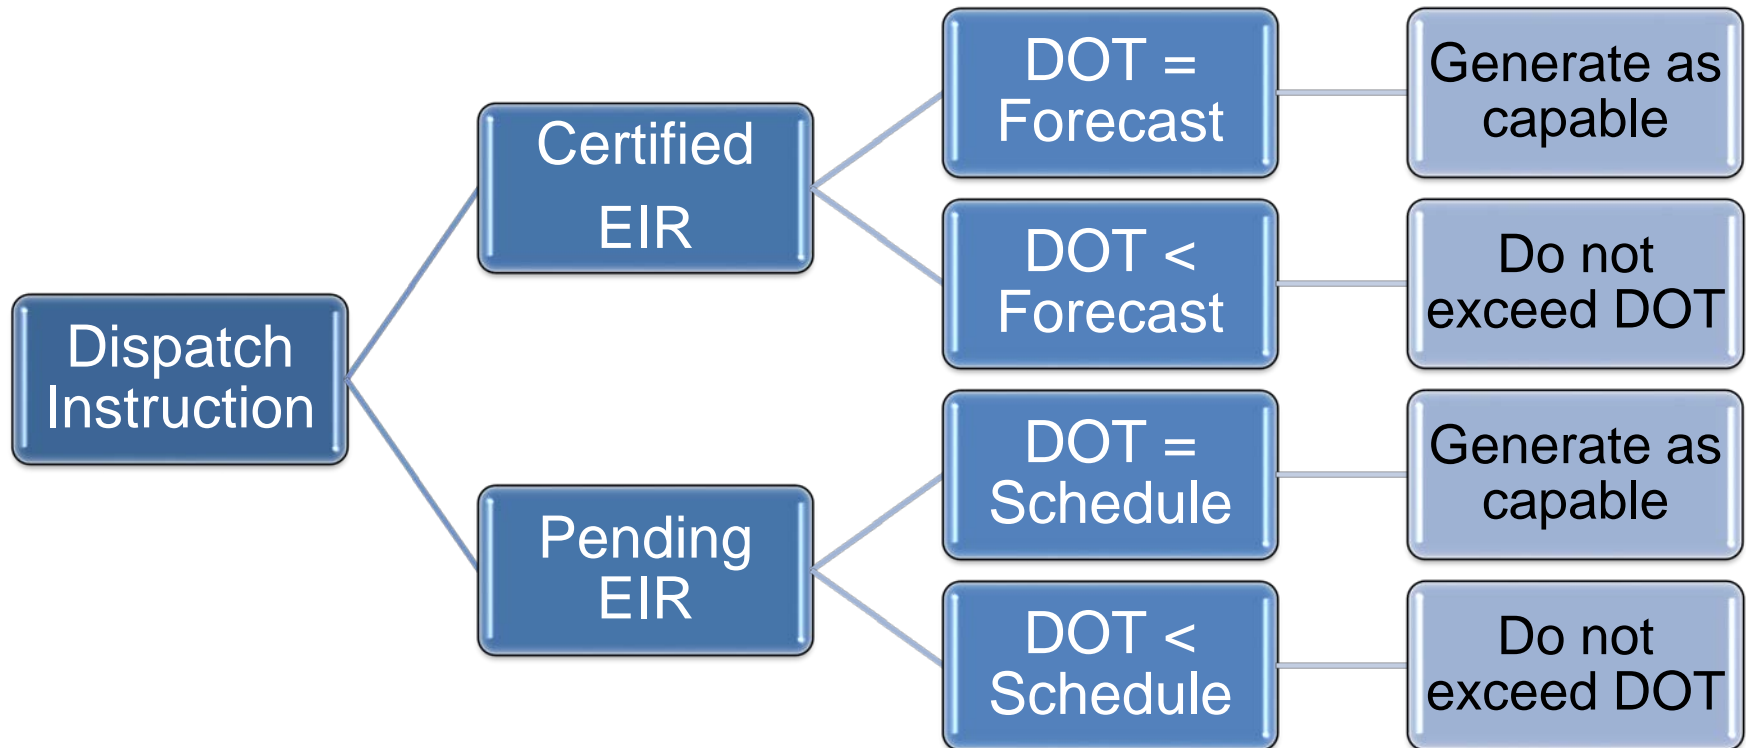 Dispatch
Instruction
Certified
EIR
DOT =
Forecast
Generate as
capable
DOT <
Forecast
Do not
exceed DOT
Pending
EIR
DOT =
Schedule
Generate as
capable
DOT <
Schedule
Do not
exceed DOT